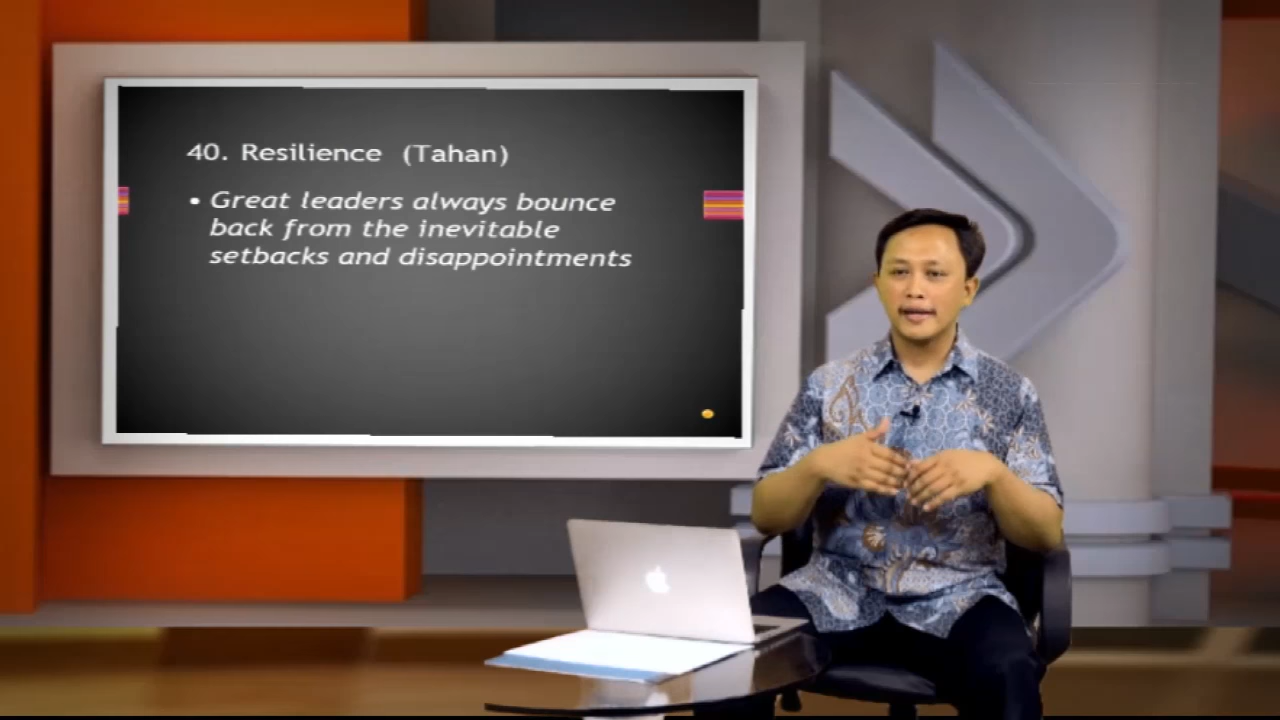 40. Resilience (Tahan)
• Great leaders always bounce
back from the inevitable
setbacks and disappointments